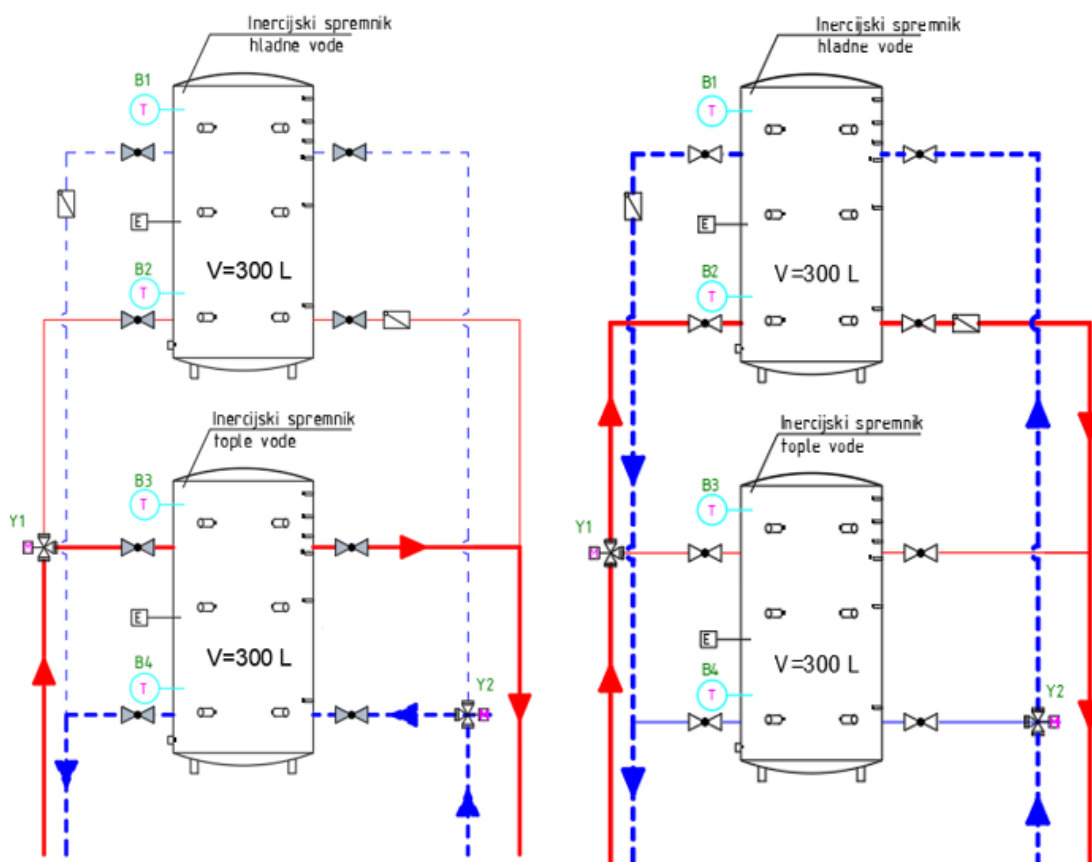 Inercijski spremnik
hladne vode
B1
T
E
B2
T
V=300 L
Inercijski spremnik
tople vode
B3
T
Y1
M
E
B4
T
V=300 L
Y2
M
Inercijski spremnik
hladne vode
B1
T
E
B2
T
V=300 L
Inercijski spremnik
tople vode
B3
T
Y1
M
E
B4
T
V=300 L
Y2
M